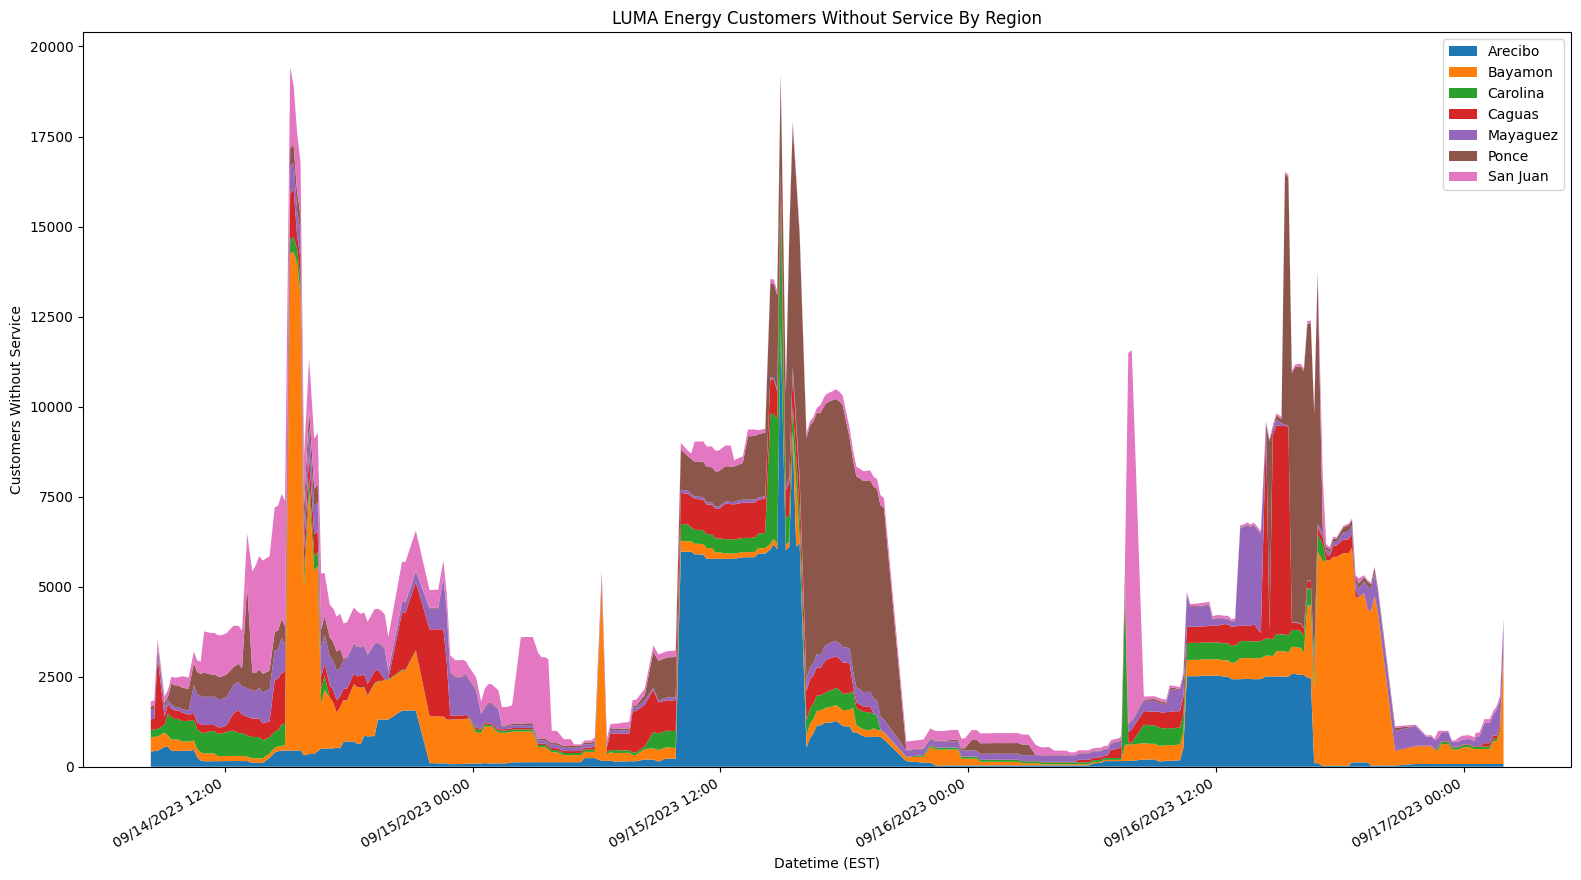 LUMA Energy Customers Without Service By Region
20000
17500
15000
12500
10000
7500
5000
2500
0
Customers Without Service
Arecibo
Bayamon
Carolina
Caguas
Mayaguez
Ponce
San Juan
09/14/2023 12:00
09/15/2023 00:00
09/15/2023 12:00
09/16/2023 00:00
09/16/2023 12:00
09/17/2023 00:00
Datetime (EST)